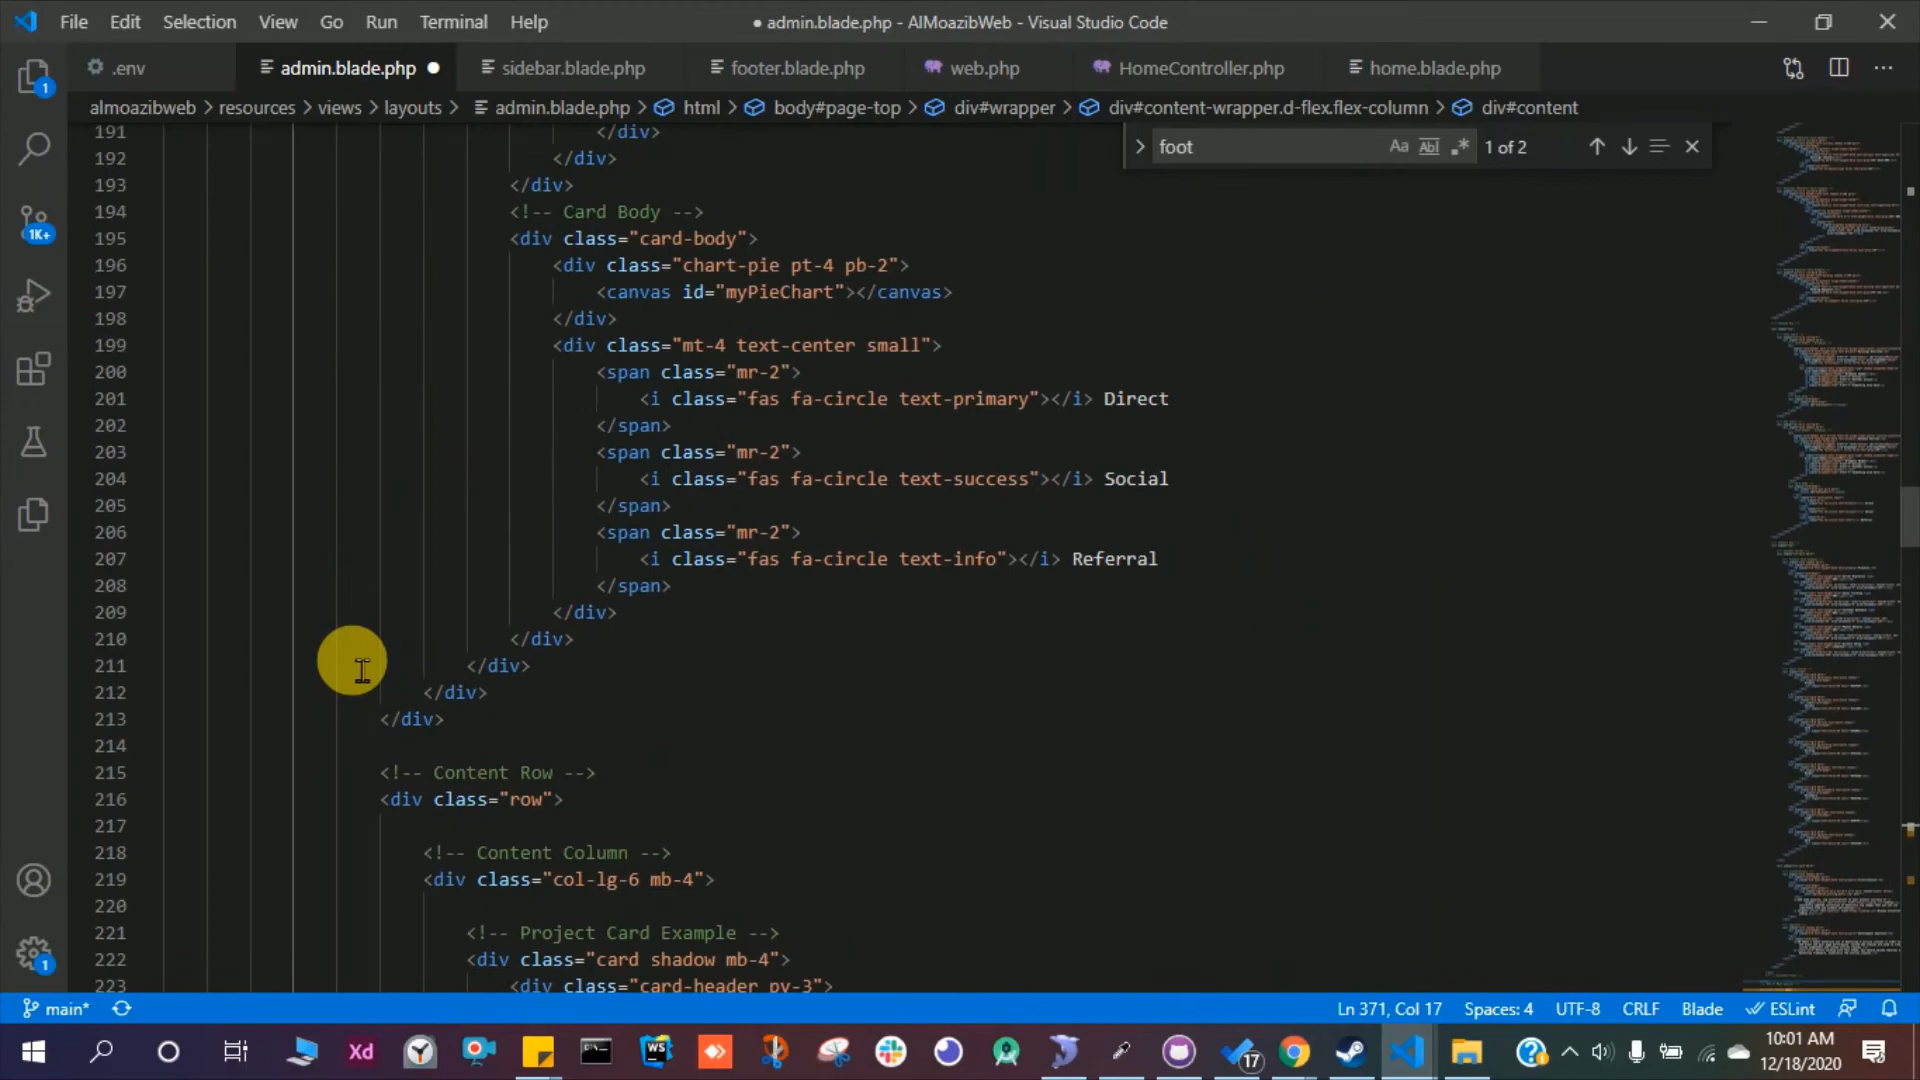 File Edit Selection View Go Run Terminal Help
● admin.blade.php - AlMoazibWeb - Visual Studio Code
.env admin.blade.php ● sidebar.blade.php footer.blade.php web.php HomeController.php home.blade.php
almoazibweb > resources > views > layouts > admin.blade.php > html > body#page-top > div#wrapper > div#content-wrapper.d-flex.flex-column > div#content
foot Aa Abl .* 1 of 2
191 </div>
192 </div>
193 </div>
194 <!-- Card Body -->
195 <div class="card-body">
196 <div class="chart-pie pt-4 pb-2">
197 <canvas id="myPieChart"></canvas>
198 </div>
199 <div class="mt-4 text-center small">
200 <span class="mr-2">
201 <i class="fas fa-circle text-primary"></i> Direct
202 </span>
203 <span class="mr-2">
204 <i class="fas fa-circle text-success"></i> Social
205 </span>
206 <span class="mr-2">
207 <i class="fas fa-circle text-info"></i> Referral
208 </span>
209 </div>
210 </div>
211 </div>
212 </div>
213 </div>
214
215 <!-- Content Row -->
216 <div class="row">
217
218 <!-- Content Column -->
219 <div class="col-lg-6 mb-4">
220
221 <!-- Project Card Example -->
222 <div class="card shadow mb-4">
223 <div class="card-header py-3">
1
1K+
1
main* Ln 371, Col 17 Spaces: 4 UTF-8 CRLF Blade ESLint
Xd WS 17 10:01 AM
12/18/2020